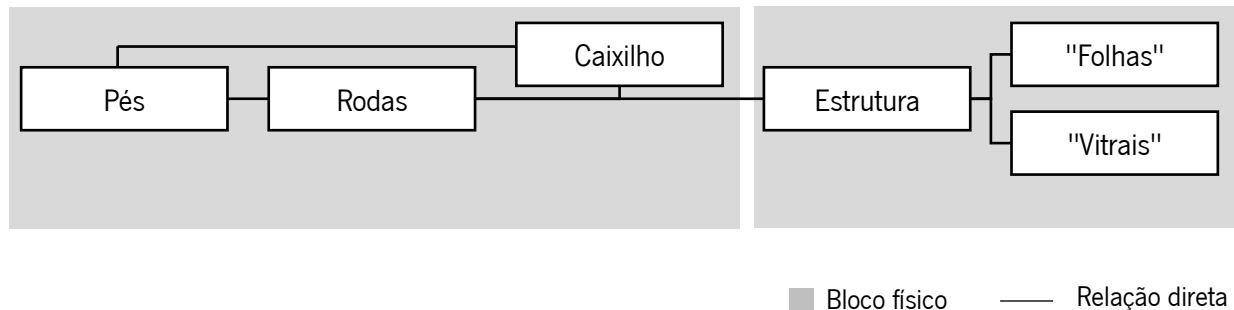 Caixilho
"Folhas"
Pés
Rodas
Estrutura
"Vitrais"
Bloco físico
Relação direta